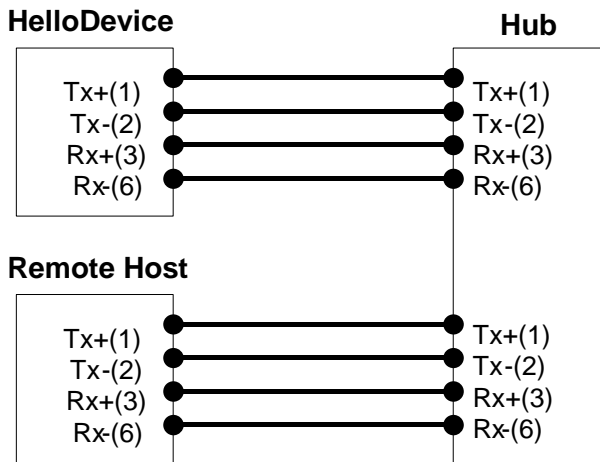 HelloDevice
Hub
Tx+(1)
Tx-(2)
Rx+(3)
Rx-(6)
Tx+(1)
Tx-(2)
Rx+(3)
Rx-(6)
Remote Host
Tx+(1)
Tx-(2)
Rx+(3)
Rx-(6)
Tx+(1)
Tx-(2)
Rx+(3)
Rx-(6)